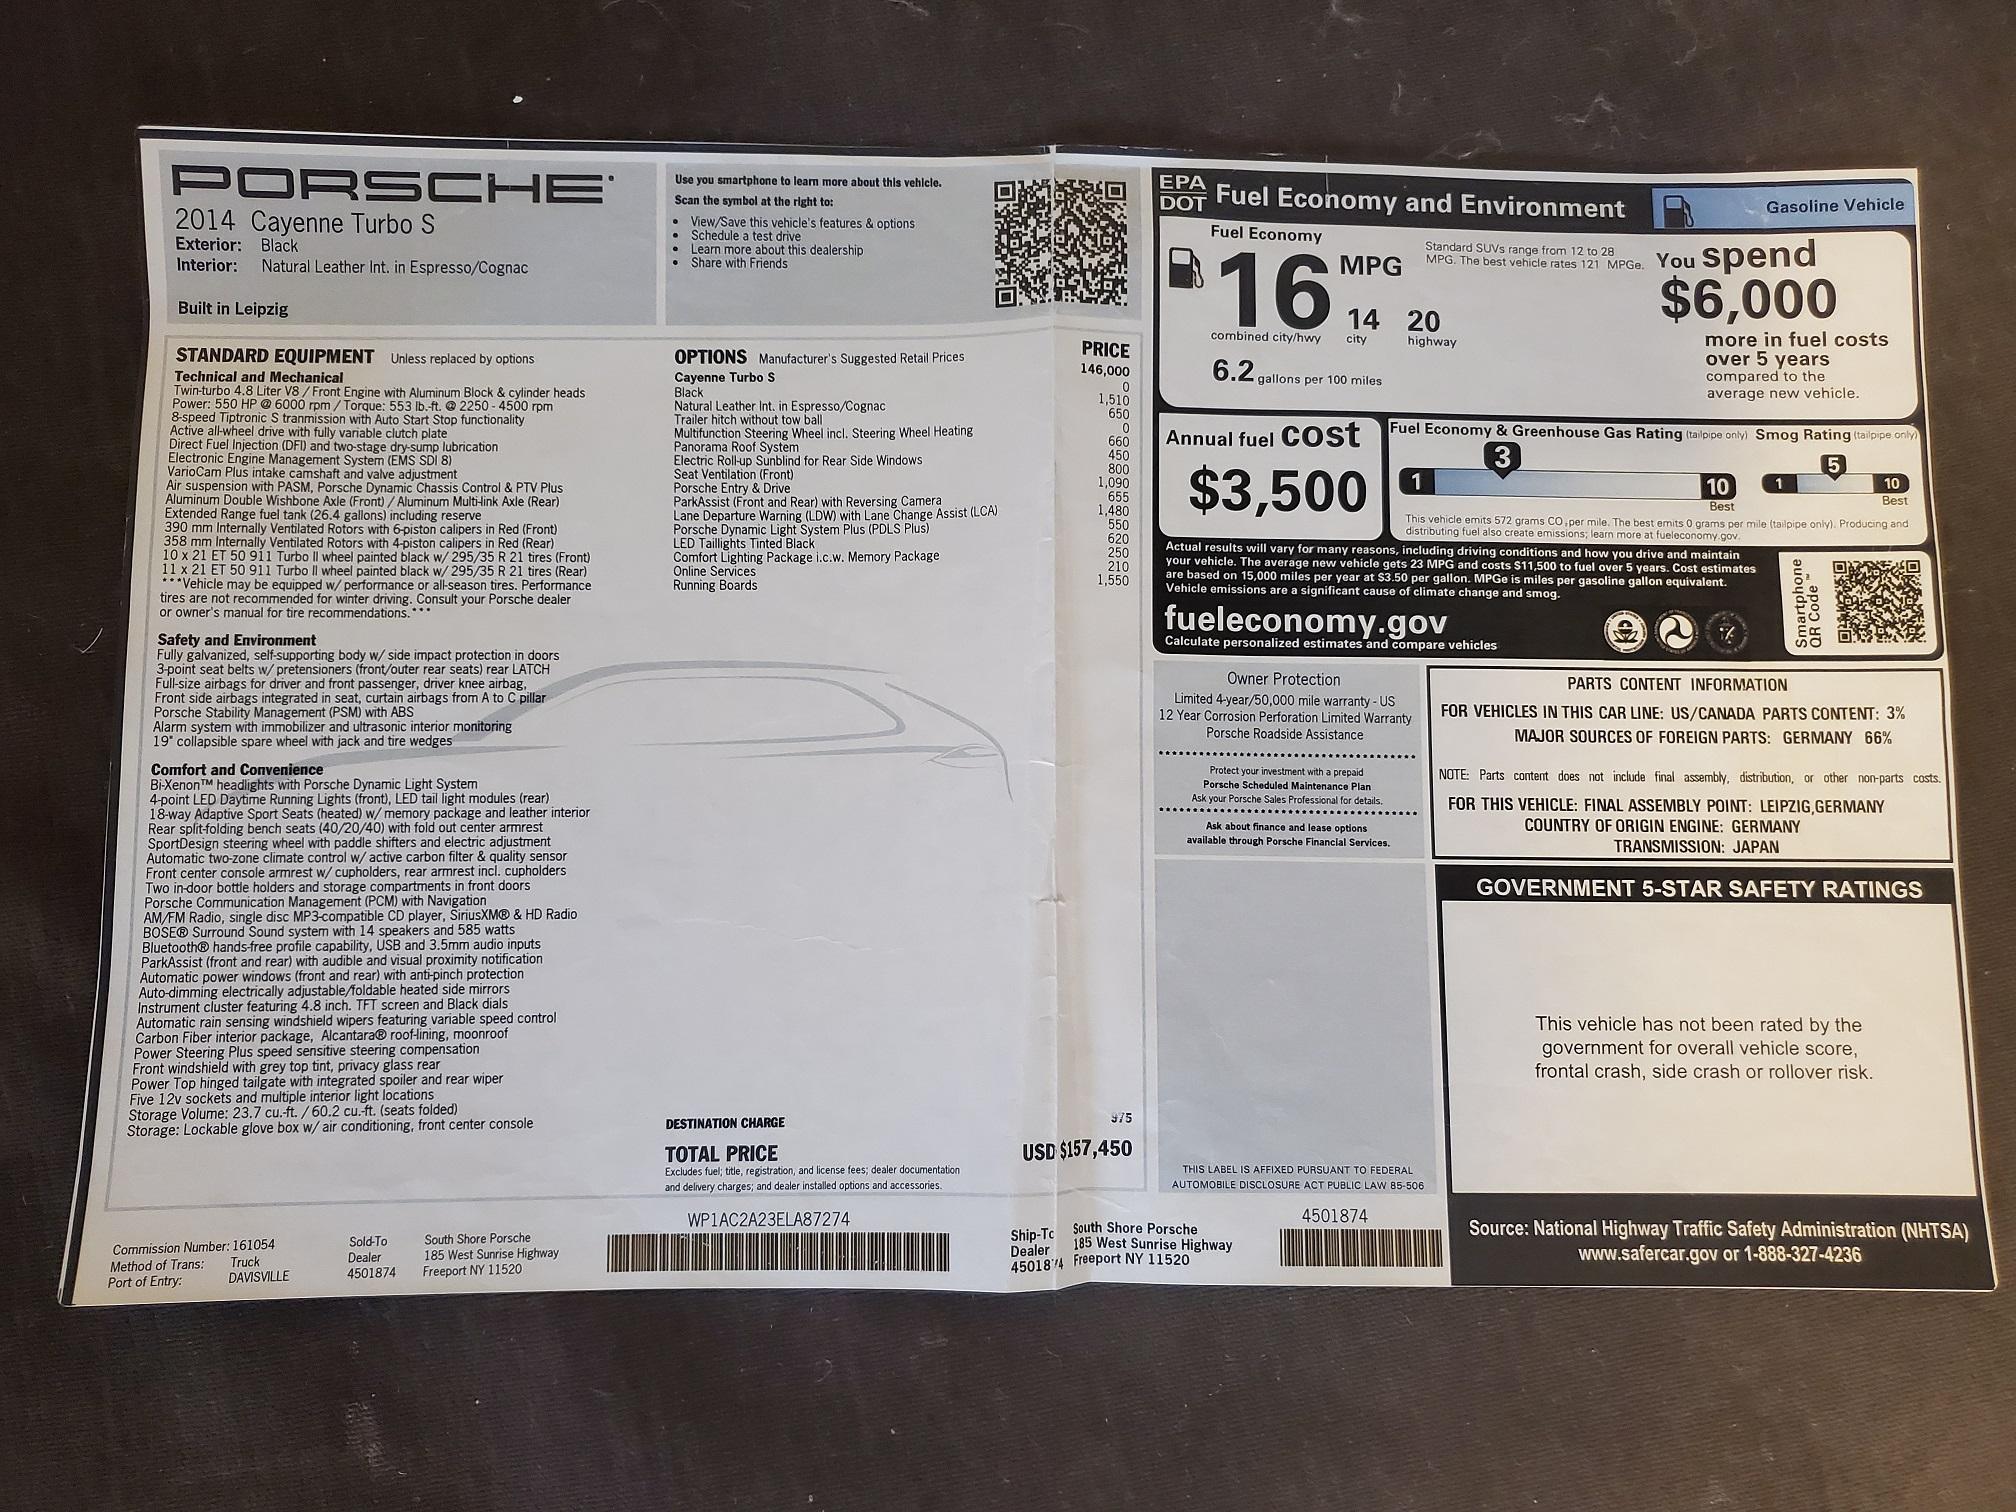 PORSCHE
2014 Cayenne Turbo S
Exterior: Black
Interior: Natural Leather Int. in Espresso/Cognac
Built in Leipzig
Use you smartphone to learn more about this vehicle.
Scan the symbol at the right to:
• View/Save this vehicle's features & options
• Schedule a test drive
• Learn more about this dealership
• Share with Friends
STANDARD EQUIPMENT Unless replaced by options
Technical and Mechanical
Twin-turbo 4.8 Liter V8 / Front Engine with Aluminum Block & cylinder heads
Power: 550 HP @ 6000 rpm / Torque: 553 lb.-ft. @ 2250 - 4500 rpm
8-speed Tiptronic S tranmission with Auto Start Stop functionality
Active all-wheel drive with fully variable clutch plate
Direct Fuel Injection (DFI) and two-stage dry-sump lubrication
Electronic Engine Management System (EMS SDI 8)
VarioCam Plus intake camshaft and valve adjustment
Air suspension with PASM, Porsche Dynamic Chassis Control & PTV Plus
Aluminum Double Wishbone Axle (Front) / Aluminum Multi-link Axle (Rear)
Extended Range fuel tank (26.4 gallons) including reserve
390 mm Internally Ventilated Rotors with 6-piston calipers in Red (Front)
358 mm Internally Ventilated Rotors with 4-piston calipers in Red (Rear)
10 x 21 ET 50 911 Turbo II wheel painted black w/ 295/35 R 21 tires (Front)
11 x 21 ET 50 911 Turbo II wheel painted black w/ 295/35 R 21 tires (Rear)
***Vehicle may be equipped w/ performance or all-season tires. Performance
tires are not recommended for winter driving. Consult your Porsche dealer
or owner's manual for tire recommendations.***
Safety and Environment
Fully galvanized, self-supporting body w/ side impact protection in doors
3-point seat belts w/ pretensioners (front/outer rear seats) rear LATCH
Full-size airbags for driver and front passenger, driver knee airbag,
Front side airbags integrated in seat, curtain airbags from A to C pillar
Porsche Stability Management (PSM) with ABS
Alarm system with immobilizer and ultrasonic interior monitoring
19" collapsible spare wheel with jack and tire wedges
Comfort and Convenience
Bi-Xenon™ headlights with Porsche Dynamic Light System
4-point LED Daytime Running Lights (front), LED tail light modules (rear)
18-way Adaptive Sport Seats (heated) w/ memory package and leather interior
Rear split-folding bench seats (40/20/40) with fold out center armrest
SportDesign steering wheel with paddle shifters and electric adjustment
Automatic two-zone climate control w/ active carbon filter & quality sensor
Front center console armrest w/ cupholders, rear armrest incl. cupholders
Two in-door bottle holders and storage compartments in front doors
Porsche Communication Management (PCM) with Navigation
AM/FM Radio, single disc MP3-compatible CD player, SiriusXM® & HD Radio
BOSE® Surround Sound system with 14 speakers and 585 watts
Bluetooth® hands-free profile capability, USB and 3.5mm audio inputs
ParkAssist (front and rear) with audible and visual proximity notification
Automatic power windows (front and rear) with anti-pinch protection
Auto-dimming electrically adjustable/foldable heated side mirrors
Instrument cluster featuring 4.8 inch. TFT screen and Black dials
Automatic rain sensing windshield wipers featuring variable speed control
Carbon Fiber interior package, Alcantara® roof-lining, moonroof
Power Steering Plus speed sensitive steering compensation
Front windshield with grey top tint, privacy glass rear
Power Top hinged tailgate with integrated spoiler and rear wiper
Five 12v sockets and multiple interior light locations
Storage Volume: 23.7 cu.-ft. / 60.2 cu.-ft. (seats folded)
Storage: Lockable glove box w/ air conditioning, front center console
OPTIONS Manufacturer's Suggested Retail Prices PRICE
Cayenne Turbo S 146,000
Black 0
Natural Leather Int. in Espresso/Cognac 1,510
Trailer hitch without tow ball 650
Multifunction Steering Wheel incl. Steering Wheel Heating 0
Panorama Roof System 660
Electric Roll-up Sunblind for Rear Side Windows 450
Seat Ventilation (Front) 800
Porsche Entry & Drive 1,090
ParkAssist (Front and Rear) with Reversing Camera 655
Lane Departure Warning (LDW) with Lane Change Assist (LCA) 1,480
Porsche Dynamic Light System Plus (PDLS Plus) 550
LED Taillights Tinted Black 620
Comfort Lighting Package i.c.w. Memory Package 250
Online Services 210
Running Boards 1,550
DESTINATION CHARGE 975
TOTAL PRICE USD $157,450
Excludes fuel; title, registration, and license fees; dealer documentation
and delivery charges; and dealer installed options and accessories.
Commission Number: 161054
Method of Trans: Truck
Port of Entry: DAVISVILLE
Sold-To
Dealer
4501874
South Shore Porsche
185 West Sunrise Highway
Freeport NY 11520
WP1AC2A23ELA87274
Ship-To
Dealer
4501874
South Shore Porsche
185 West Sunrise Highway
Freeport NY 11520
4501874
EPA
DOT
Fuel Economy and Environment
Gasoline Vehicle
Fuel Economy
16 MPG
combined city/hwy
14
city
20
highway
6.2 gallons per 100 miles
Standard SUVs range from 12 to 28
MPG. The best vehicle rates 121 MPGe.
You spend
$6,000
more in fuel costs
over 5 years
compared to the
average new vehicle.
Annual fuel cost
$3,500
Fuel Economy & Greenhouse Gas Rating (tailpipe only)
1
3
10
Best
Smog Rating (tailpipe only)
1
5
10
Best
This vehicle emits 572 grams CO₂ per mile. The best emits 0 grams per mile (tailpipe only). Producing and
distributing fuel also create emissions; learn more at fueleconomy.gov.
Actual results will vary for many reasons, including driving conditions and how you drive and maintain
your vehicle. The average new vehicle gets 23 MPG and costs $11,500 to fuel over 5 years. Cost estimates
are based on 15,000 miles per year at $3.50 per gallon. MPGe is miles per gasoline gallon equivalent.
Vehicle emissions are a significant cause of climate change and smog.
fueleconomy.gov
Calculate personalized estimates and compare vehicles
Smartphone
QR Code™
Owner Protection
Limited 4-year/50,000 mile warranty - US
12 Year Corrosion Perforation Limited Warranty
Porsche Roadside Assistance
Protect your investment with a prepaid
Porsche Scheduled Maintenance Plan
Ask your Porsche Sales Professional for details.
Ask about finance and lease options
available through Porsche Financial Services.
THIS LABEL IS AFFIXED PURSUANT TO FEDERAL
AUTOMOBILE DISCLOSURE ACT PUBLIC LAW 85-506
PARTS CONTENT INFORMATION
FOR VEHICLES IN THIS CAR LINE: US/CANADA PARTS CONTENT: 3%
MAJOR SOURCES OF FOREIGN PARTS: GERMANY 66%
NOTE: Parts content does not include final assembly, distribution, or other non-parts costs.
FOR THIS VEHICLE: FINAL ASSEMBLY POINT: LEIPZIG,GERMANY
COUNTRY OF ORIGIN ENGINE: GERMANY
TRANSMISSION: JAPAN
GOVERNMENT 5-STAR SAFETY RATINGS
This vehicle has not been rated by the
government for overall vehicle score,
frontal crash, side crash or rollover risk.
Source: National Highway Traffic Safety Administration (NHTSA)
www.safercar.gov or 1-888-327-4236